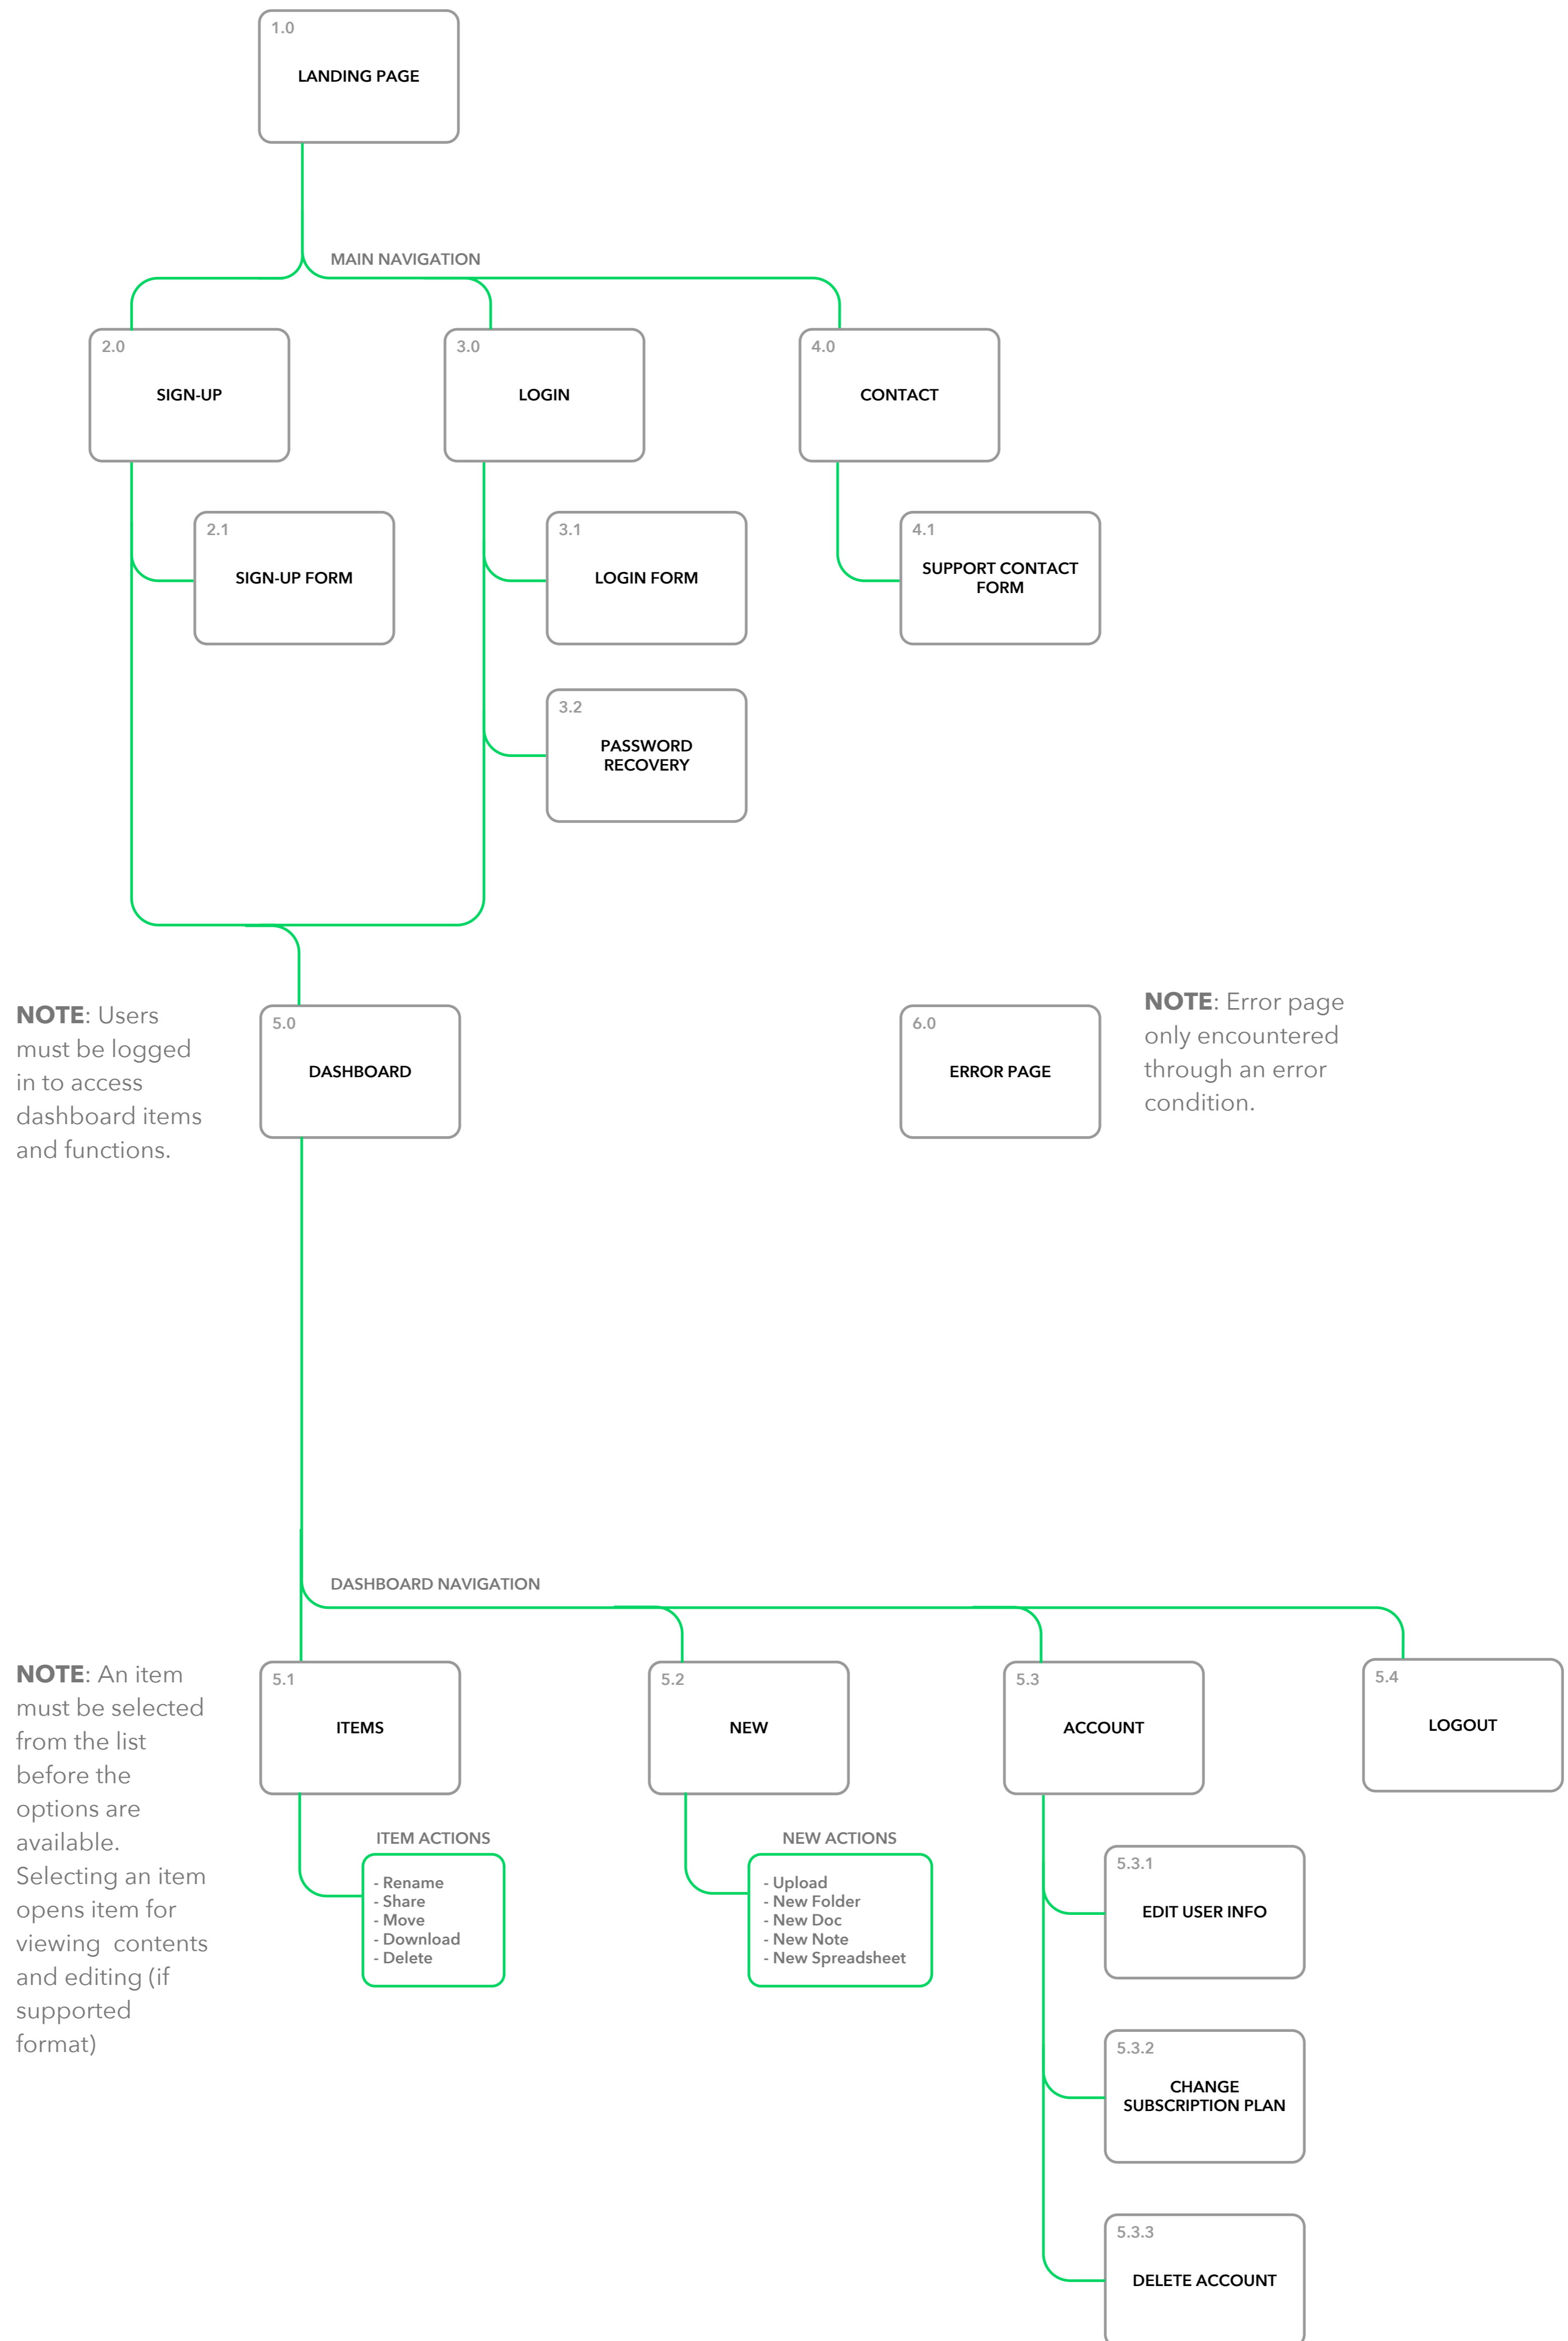 1.0
LANDING PAGE
MAIN NAVIGATION
2.0
SIGN-UP
3.0
LOGIN
4.0
CONTACT
2.1
SIGN-UP FORM
3.1
LOGIN FORM
4.1
SUPPORT CONTACT
FORM
3.2
PASSWORD
RECOVERY
NOTE: Users
must be logged
in to access
dashboard items
and functions.
5.0
DASHBOARD
6.0
ERROR PAGE
NOTE: Error page
only encountered
through an error
condition.
DASHBOARD NAVIGATION
NOTE: An item
must be selected
from the list
before the
options are
available.
Selecting an item
opens item for
viewing contents
and editing (if
supported
format)
5.1
ITEMS
5.2
NEW
5.3
ACCOUNT
5.4
LOGOUT
ITEM ACTIONS
- Rename
- Share
- Move
- Download
- Delete
NEW ACTIONS
- Upload
- New Folder
- New Doc
- New Note
- New Spreadsheet
5.3.1
EDIT USER INFO
5.3.2
CHANGE
SUBSCRIPTION PLAN
5.3.3
DELETE ACCOUNT